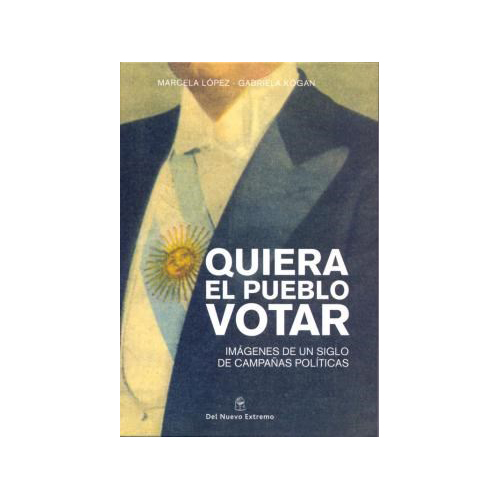 MARCELA LÓPEZ - GABRIELA KOGAN
QUIERA
EL PUEBLO
VOTAR
IMÁGENES DE UN SIGLO
DE CAMPAÑAS POLÍTICAS
Del Nuevo Extremo